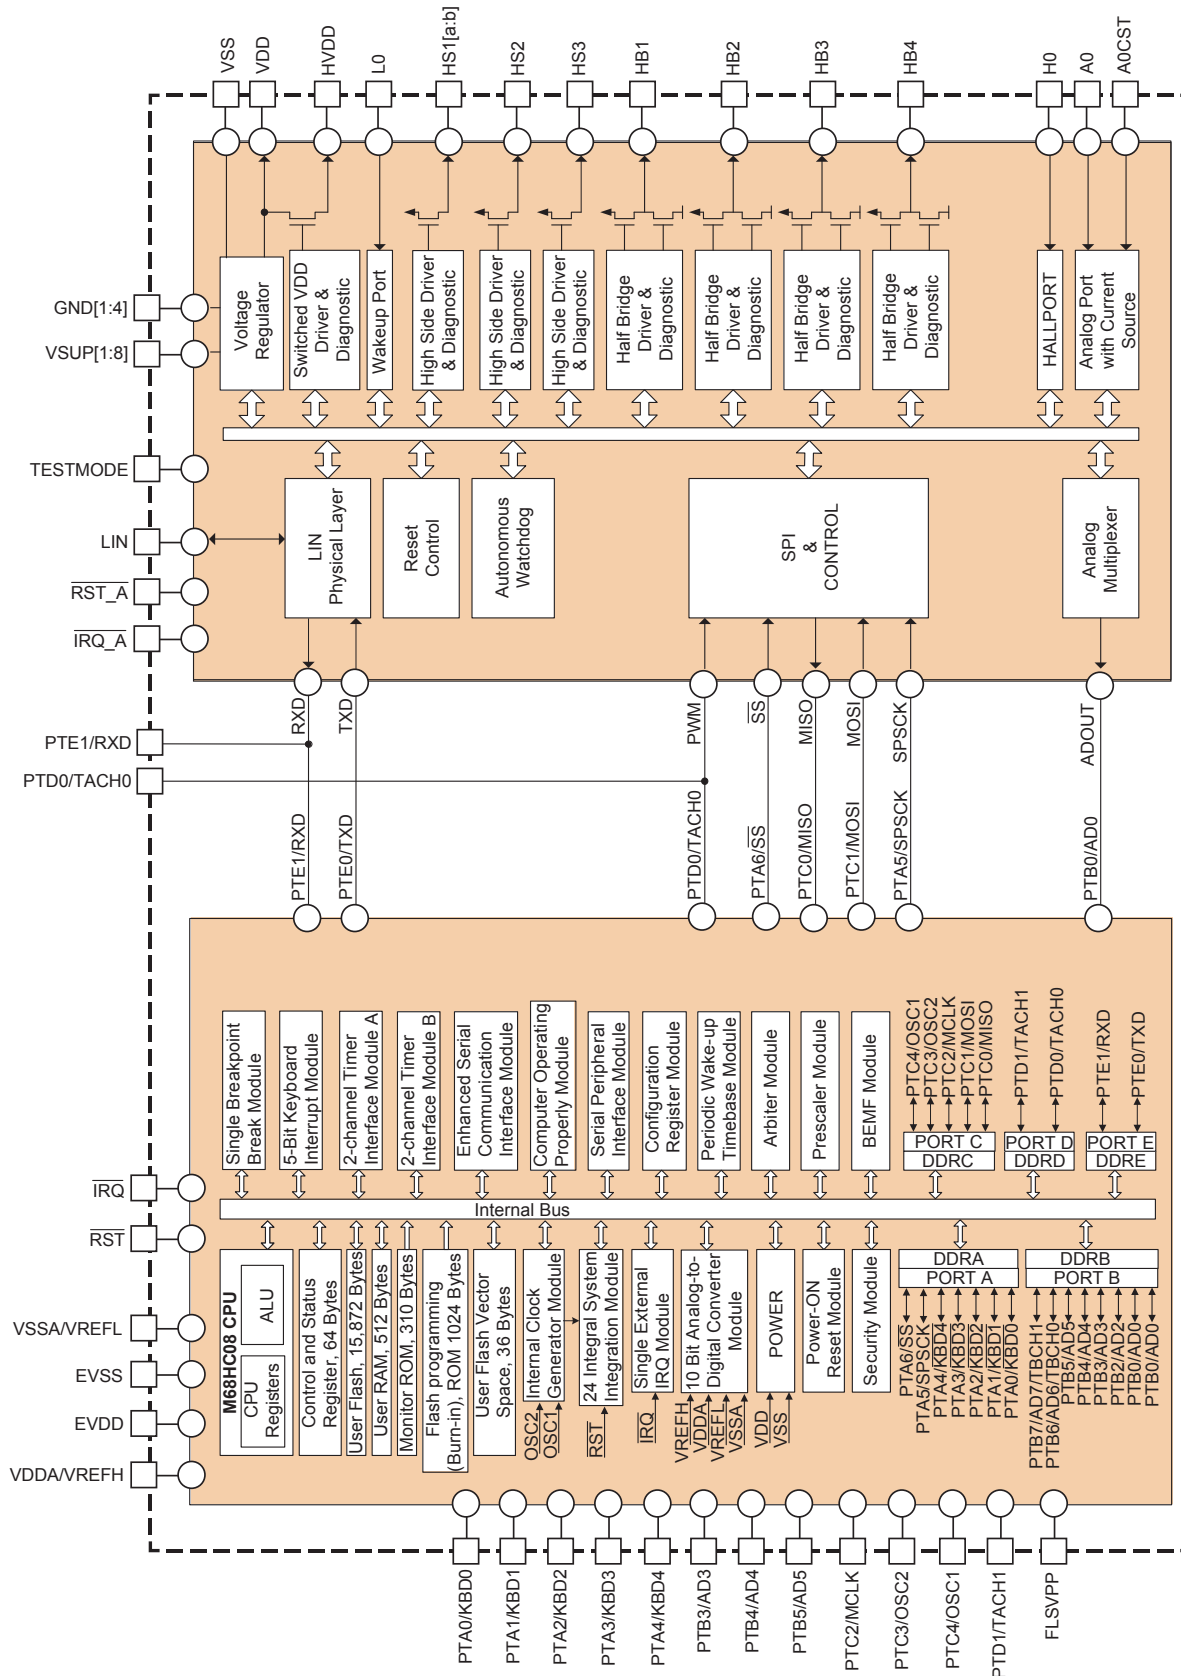 VSS
VDD
HVDD
L0
HS1[a:b]
HS2
HS3
HB1
HB2
HB3
HB4
H0
A0
A0CST
GND[1:4]
VSUP[1:8]
TESTMODE
LIN
RST_A
IRQ_A
PTE1/RXD
PTD0/TACH0
Voltage
Regulator
Switched VDD
Driver &
Diagnostic
Wakeup Port
High Side Driver
& Diagnostic
High Side Driver
& Diagnostic
High Side Driver
& Diagnostic
Half Bridge
Driver &
Diagnostic
Half Bridge
Driver &
Diagnostic
Half Bridge
Driver &
Diagnostic
Half Bridge
Driver &
Diagnostic
HALLPORT
Analog Port
with Current
Source
LIN
Physical Layer
Reset
Control
Autonomous
Watchdog
SPI
&
CONTROL
Analog
Multiplexer
RXD
TXD
PWM
SS
MISO
MOSI
SPSCK
ADOUT
PTE1/RXD
PTE0/TXD
PTD0/TACH0
PTA6/SS
PTC0/MISO
PTC1/MOSI
PTA5/SPSCK
PTB0/AD0
Single Breakpoint
Break Module
5-Bit Keyboard
Interrupt Module
2-channel Timer
Interface Module A
2-channel Timer
Interface Module B
Enhanced Serial
Communication
Interface Module
Computer Operating
Properly Module
Serial Peripheral
Interface Module
Configuration
Register Module
Periodic Wake-up
Timebase Module
Arbiter Module
Prescaler Module
BEMF Module
PTC4/OSC1
PTC3/OSC2
PTC2/MCLK
PTC1/MOSI
PTC0/MISO
PORT C
DDRC
PTD1/TACH1
PTD0/TACH0
PORT D
DDRD
PTE1/RXD
PTE0/TXD
PORT E
DDRE
Internal Bus
IRQ
RST
VSSA/VREFL
EVSS
EVDD
VDDA/VREFH
M68HC08 CPU
CPU
Registers
ALU
Control and Status
Register, 64 Bytes
User Flash, 15,872 Bytes
User RAM, 512 Bytes
Monitor ROM, 310 Bytes
Flash programming
(Burn-in), ROM 1024 Bytes
User Flash Vector
Space, 36 Bytes
Internal Clock
Generator Module
OSC2
OSC1
24 Integral System
Integration Module
RST
Single External
IRQ Module
IRQ
10 Bit Analog-to-
Digital Converter
Module
VREFH
VDDA
VREFL
VSSA
POWER
VDD
VSS
Power-ON
Reset Module
Security Module
DDRA
PORT A
PTA6/SS
PTA5/SPSCK
PTA4/KBD4
PTA3/KBD3
PTA2/KBD2
PTA1/KBD1
PTA0/KBD0
DDRB
PORT B
PTB7/AD7/TBCH1
PTB6/AD6/TBCH0
PTB5/AD5
PTB4/AD4
PTB3/AD3
PTB2/AD2
PTB0/AD0
PTB0/AD0
PTA0/KBD0
PTA1/KBD1
PTA2/KBD2
PTA3/KBD3
PTA4/KBD4
PTB3/AD3
PTB4/AD4
PTB5/AD5
PTC2/MCLK
PTC3/OSC2
PTC4/OSC1
PTD1/TACH1
FLSVPP